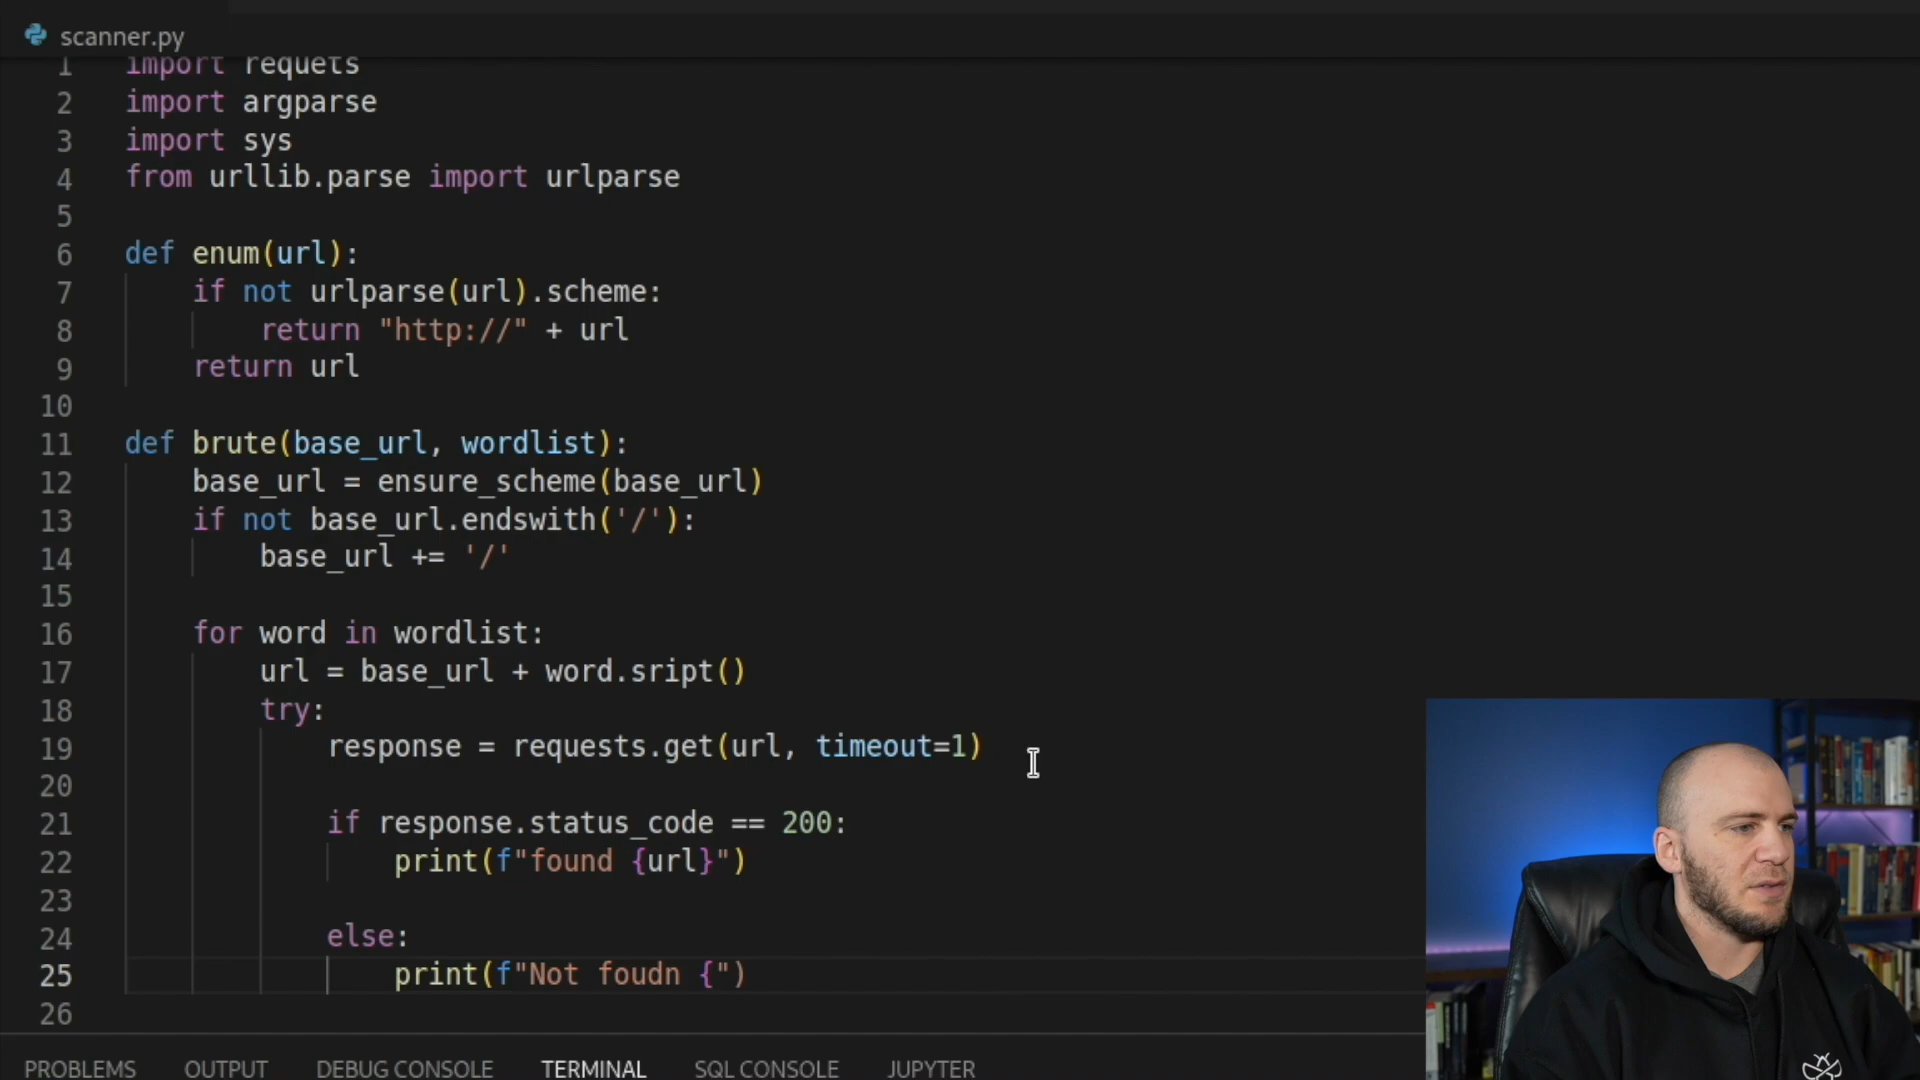 scanner.py
1 import requets
2 import argparse
3 import sys
4 from urllib.parse import urlparse
5
6 def enum(url):
7 if not urlparse(url).scheme:
8 return "http://" + url
9 return url
10
11 def brute(base_url, wordlist):
12 base_url = ensure_scheme(base_url)
13 if not base_url.endswith('/'):
14 base_url += '/'
15
16 for word in wordlist:
17 url = base_url + word.sript()
18 try:
19 response = requests.get(url, timeout=1)
20
21 if response.status_code == 200:
22 print(f"found {url}")
23
24 else:
25 print(f"Not foudn {")
26
PROBLEMS OUTPUT DEBUG CONSOLE TERMINAL SQL CONSOLE JUPYTER